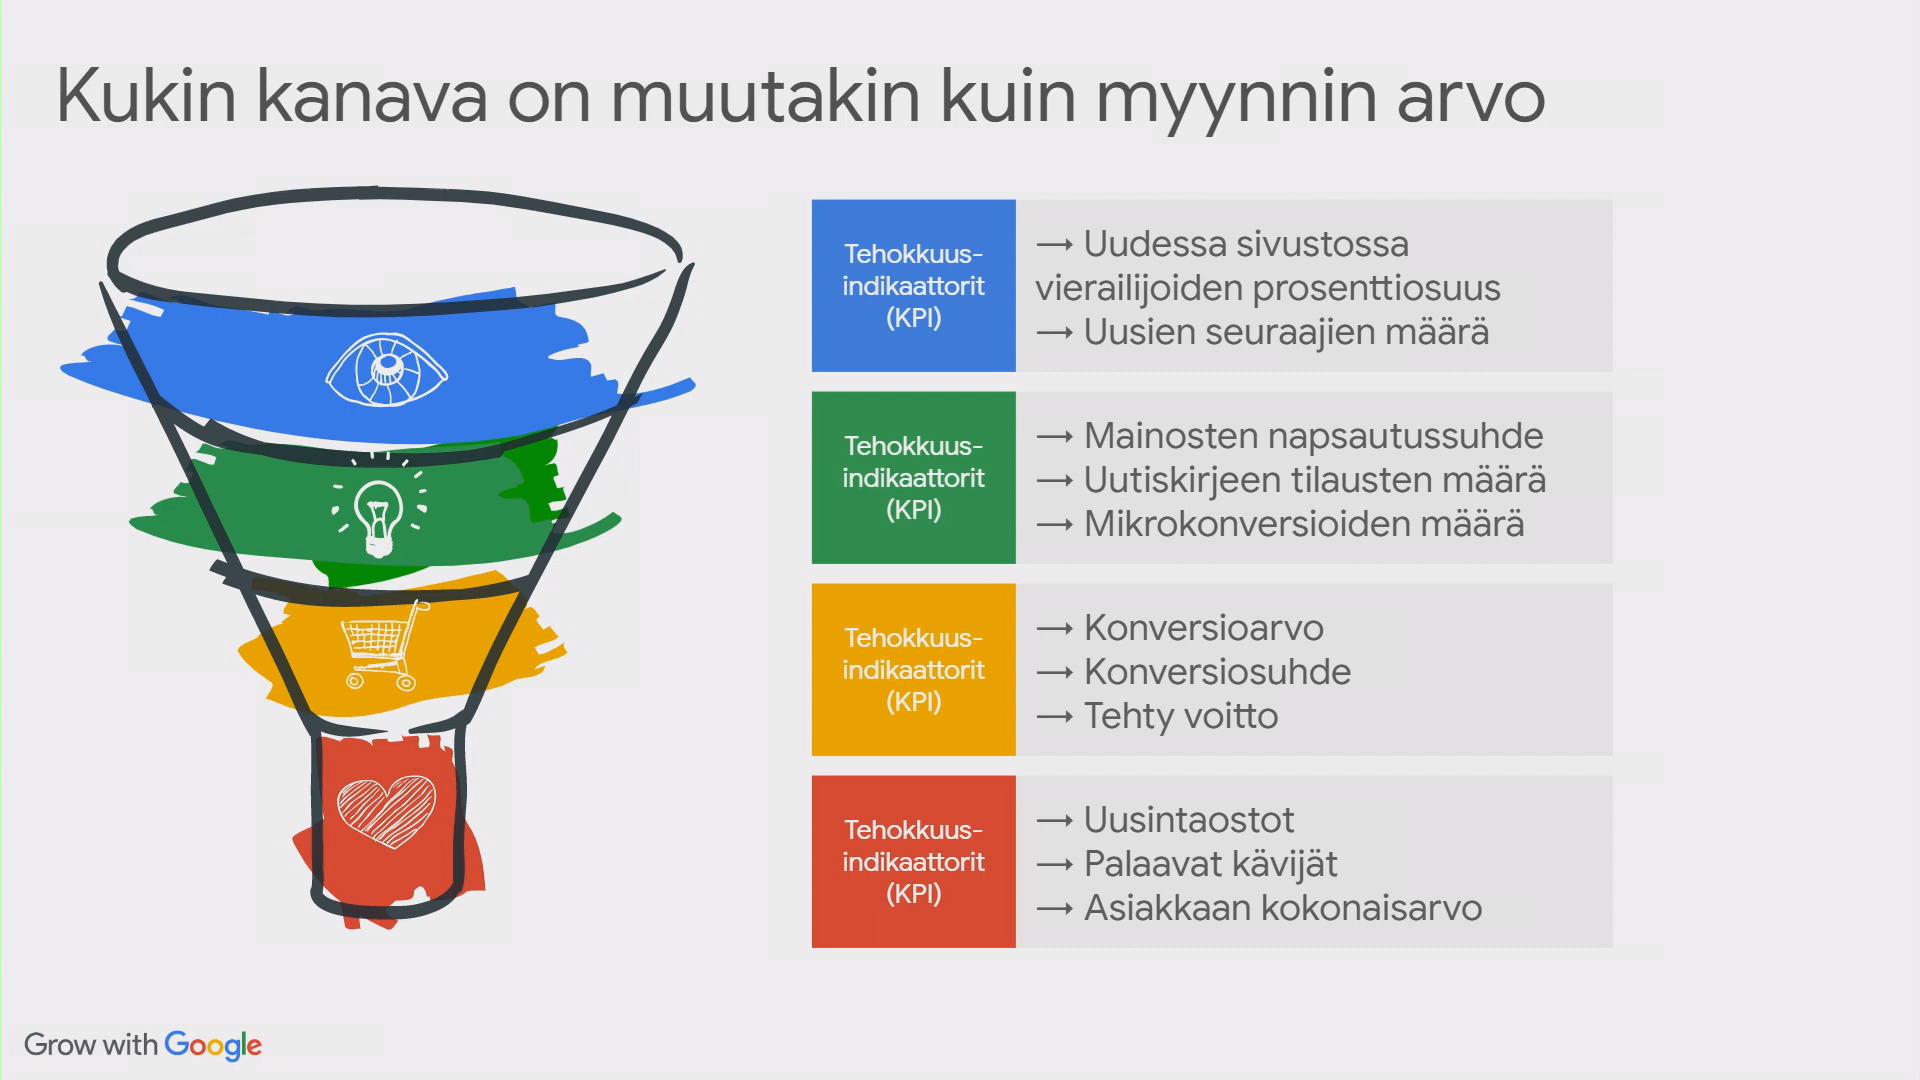 Kukin kanava on muutakin kuin myynnin arvo
Tehokkuus-
indikaattorit
(KPI)
→ Uudessa sivustossa
vierailijoiden prosenttiosuus
→ Uusien seuraajien määrä
Tehokkuus-
indikaattorit
(KPI)
→ Mainosten napsautussuhde
→ Uutiskirjeen tilausten määrä
→ Mikrokonversioiden määrä
Tehokkuus-
indikaattorit
(KPI)
→ Konversioarvo
→ Konversiosuhde
→ Tehty voitto
Tehokkuus-
indikaattorit
(KPI)
→ Uusintaostot
→ Palaavat kävijät
→ Asiakkaan kokonaisarvo
Grow with Google